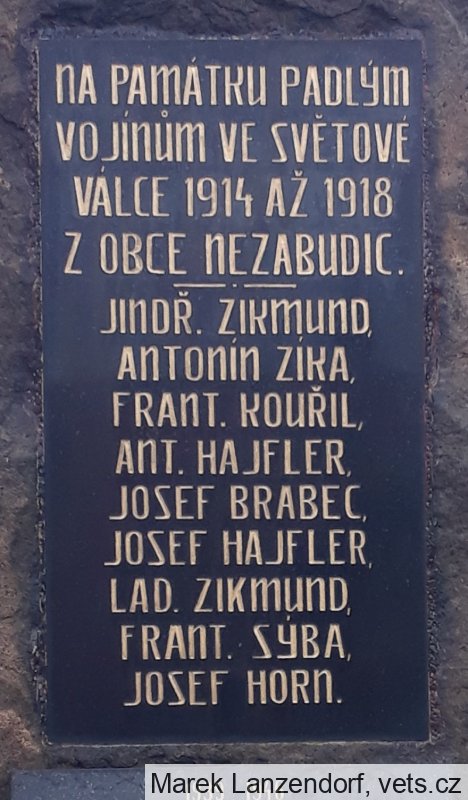 NA PAMÁTKU PADLÝM
VOJÍNŮM VE SVĚTOVÉ
VÁLCE 1914 AŽ 1918
Z OBCE NEZABUDIC.
JINDŘ. ZIKMUND,
ANTONÍN ZÍKA,
FRANT. KOUŘIL,
ANT. HAJFLER,
JOSEF BRABEC,
JOSEF HAJFLER,
LAD. ZIKMUND,
FRANT. SÝBA,
JOSEF HORN.
Marek Lanzendorf, vets.cz